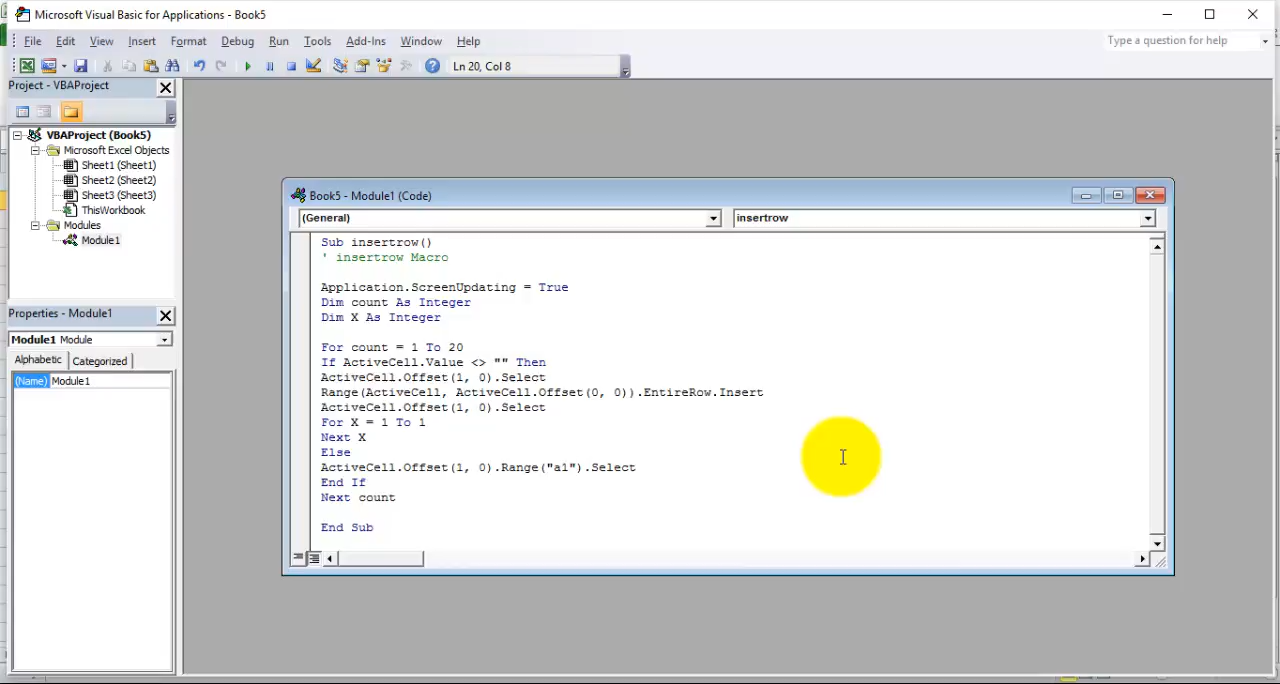 Microsoft Visual Basic for Applications - Book5
File Edit View Insert Format Debug Run Tools Add-Ins Window Help
Type a question for help
Ln 20, Col 8
Project - VBAProject
VBAProject (Book5)
Microsoft Excel Objects
Sheet1 (Sheet1)
Sheet2 (Sheet2)
Sheet3 (Sheet3)
ThisWorkbook
Modules
Module1
Properties - Module1
Module1 Module
Alphabetic Categorized
(Name) Module1
Book5 - Module1 (Code)
(General) insertrow
Sub insertrow()
' insertrow Macro
Application.ScreenUpdating = True
Dim count As Integer
Dim X As Integer
For count = 1 To 20
If ActiveCell.Value <> "" Then
ActiveCell.Offset(1, 0).Select
Range(ActiveCell, ActiveCell.Offset(0, 0)).EntireRow.Insert
ActiveCell.Offset(1, 0).Select
For X = 1 To 1
Next X
Else
ActiveCell.Offset(1, 0).Range("a1").Select
End If
Next count
End Sub